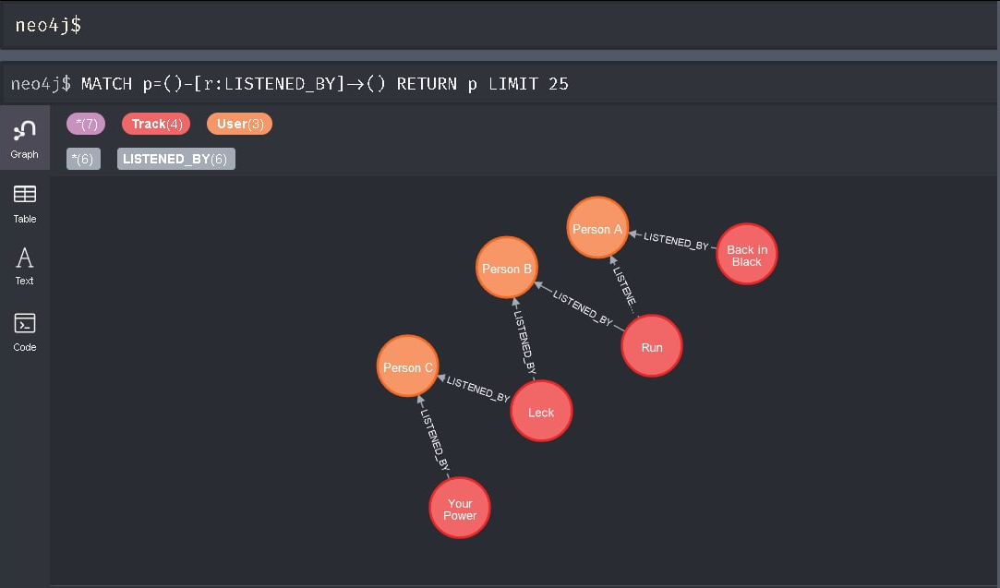 neo4j$
neo4j$ MATCH p=()-[r:LISTENED_BY]->() RETURN p LIMIT 25
*(7) Track(4) User(3)
*(6) LISTENED_BY(6)
Graph
Table
Text
Code
Person A
LISTENED_BY
Back in
Black
Person B
LISTENED_BY
LISTENE...
Run
LISTENED_BY
Person C
LISTENED_BY
Leck
LISTENED_BY
Your
Power